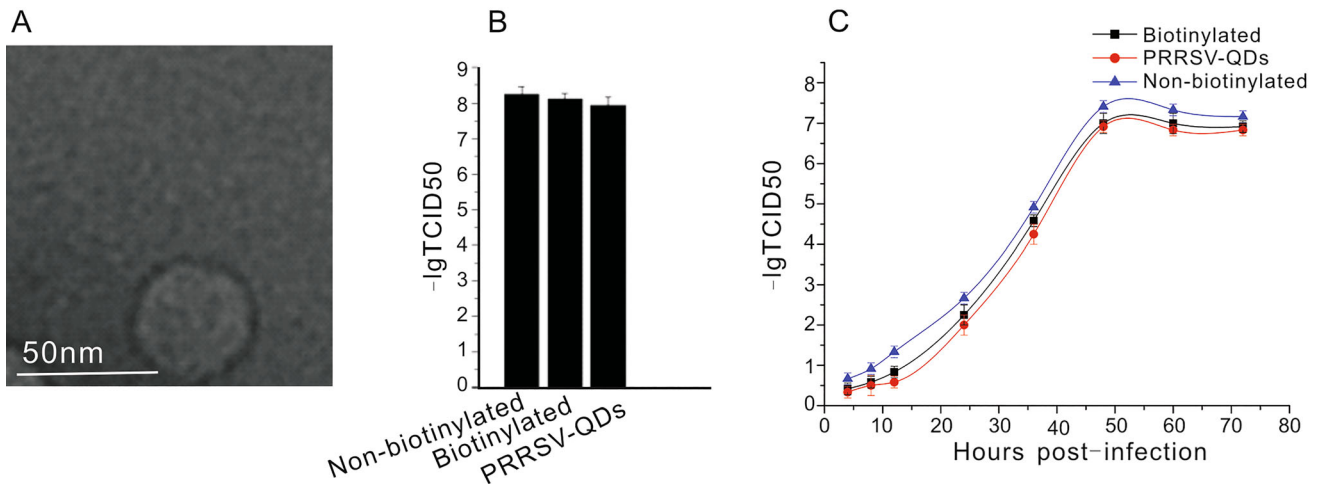 A
50nm
B
-lgTCID50
9
8
7
6
5
4
3
2
1
0
Non-biotinylated
Biotinylated
PRRSV-QDs
C
Biotinylated
PRRSV-QDs
Non-biotinylated
-lgTCID50
8
7
6
5
4
3
2
1
0
0 10 20 30 40 50 60 70 80
Hours post-infection